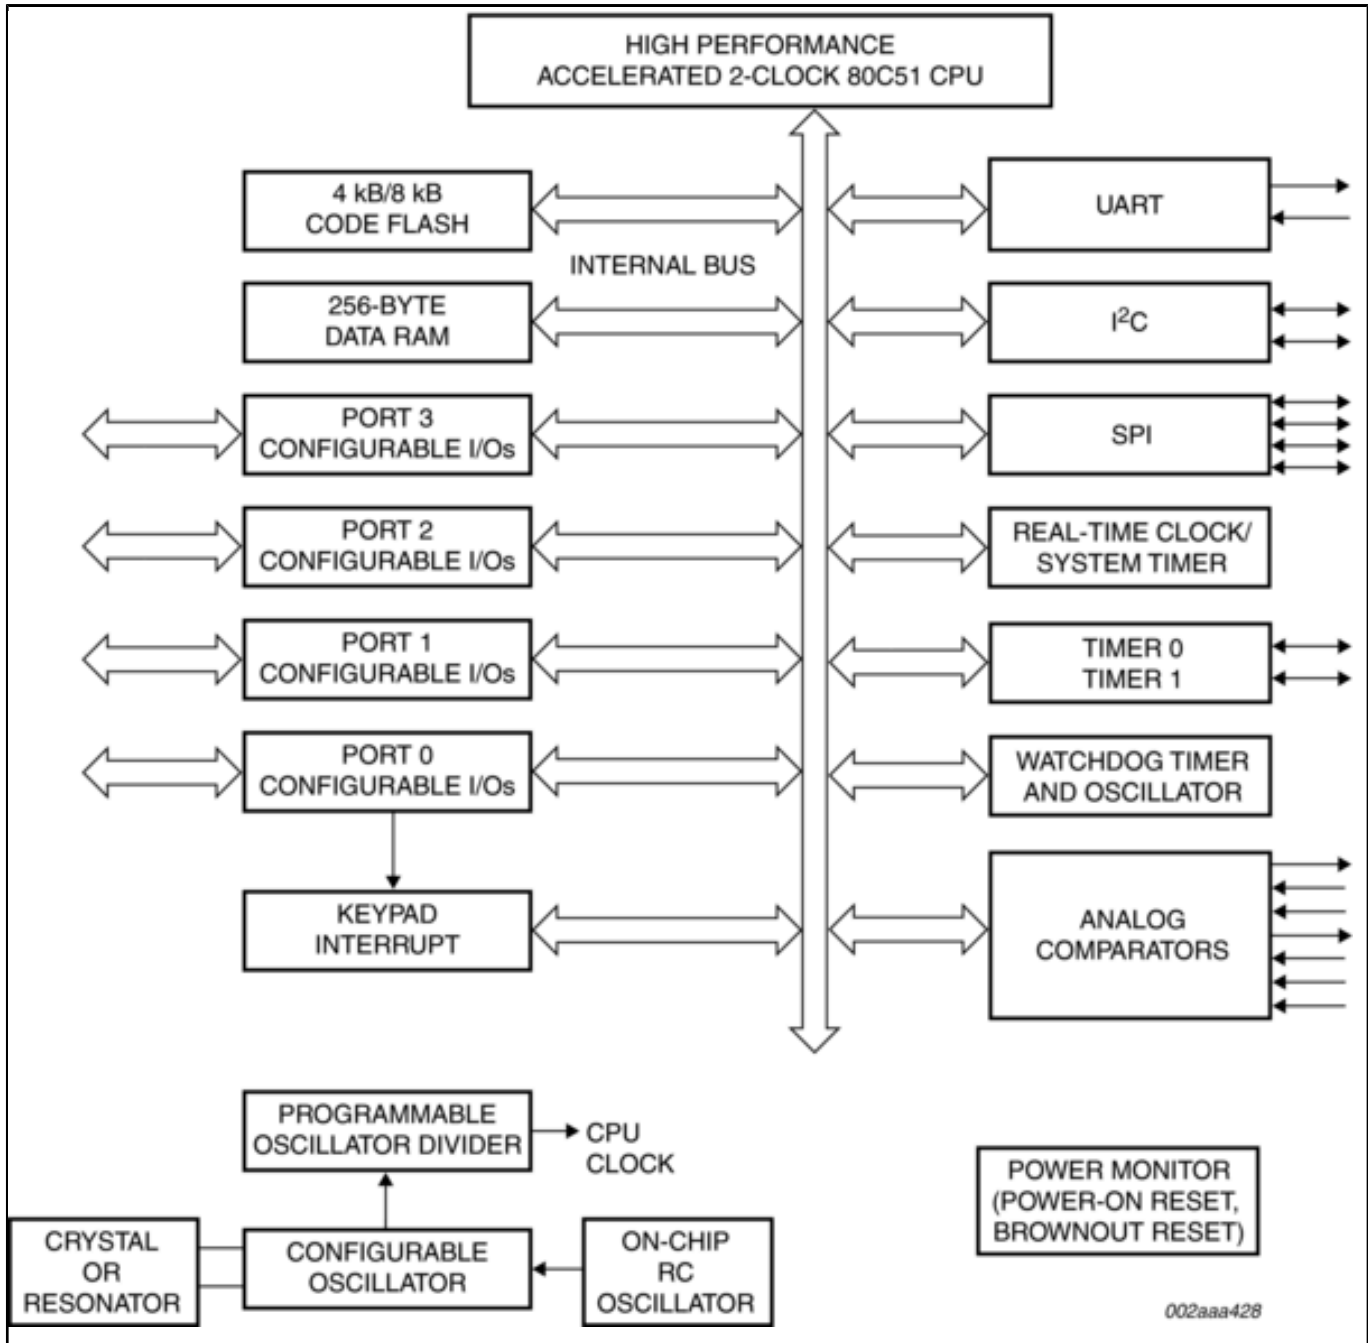 HIGH PERFORMANCE
ACCELERATED 2-CLOCK 80C51 CPU
4 kB/8 kB
CODE FLASH
UART
INTERNAL BUS
256-BYTE
DATA RAM
I²C
PORT 3
CONFIGURABLE I/Os
SPI
PORT 2
CONFIGURABLE I/Os
REAL-TIME CLOCK/
SYSTEM TIMER
PORT 1
CONFIGURABLE I/Os
TIMER 0
TIMER 1
PORT 0
CONFIGURABLE I/Os
WATCHDOG TIMER
AND OSCILLATOR
KEYPAD
INTERRUPT
ANALOG
COMPARATORS
PROGRAMMABLE
OSCILLATOR DIVIDER
CPU
CLOCK
POWER MONITOR
(POWER-ON RESET,
BROWNOUT RESET)
CRYSTAL
OR
RESONATOR
CONFIGURABLE
OSCILLATOR
ON-CHIP
RC
OSCILLATOR
002aaa428